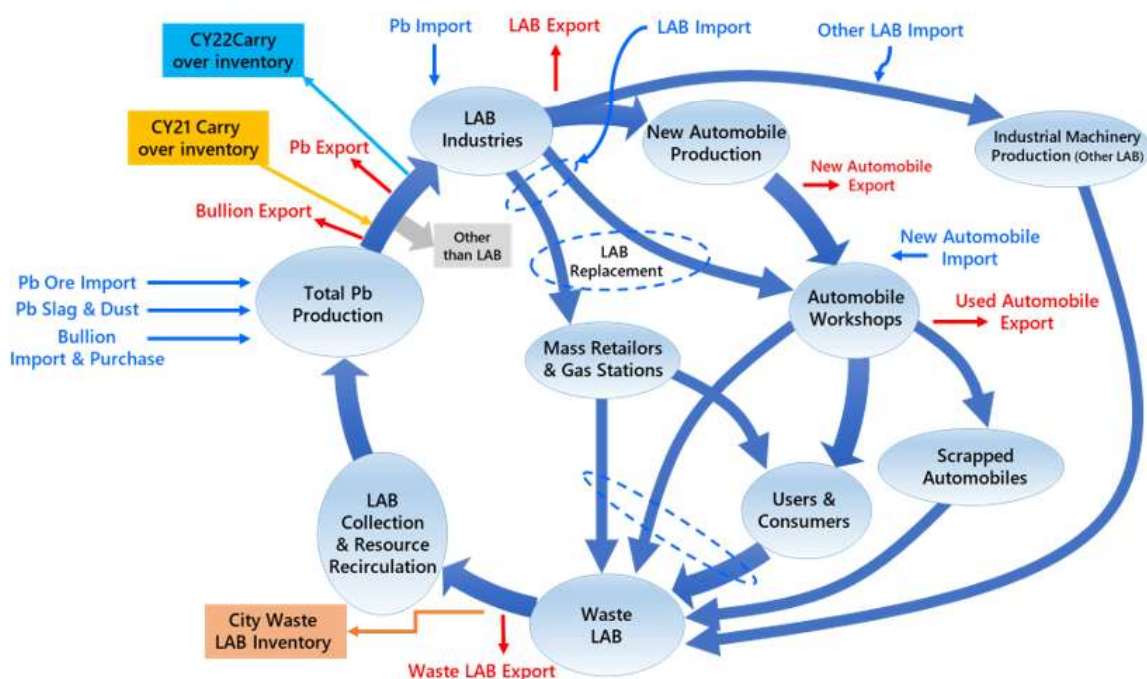 CY22Carry
over inventory
Pb Import
LAB Export
LAB Import
Other LAB Import
CY21 Carry
over inventory
Pb Export
LAB
Industries
New Automobile
Production
Industrial Machinery
Production (Other LAB)
New Automobile
Export
Bullion Export
Other
than LAB
LAB
Replacement
New Automobile
Import
Pb Ore Import
Pb Slag & Dust
Bullion
Import & Purchase
Total Pb
Production
Automobile
Workshops
Used Automobile
Export
Mass Retailors
& Gas Stations
Scrapped
Automobiles
Users &
Consumers
LAB
Collection
& Resource
Recirculation
City Waste
LAB Inventory
Waste
LAB
Waste LAB Export